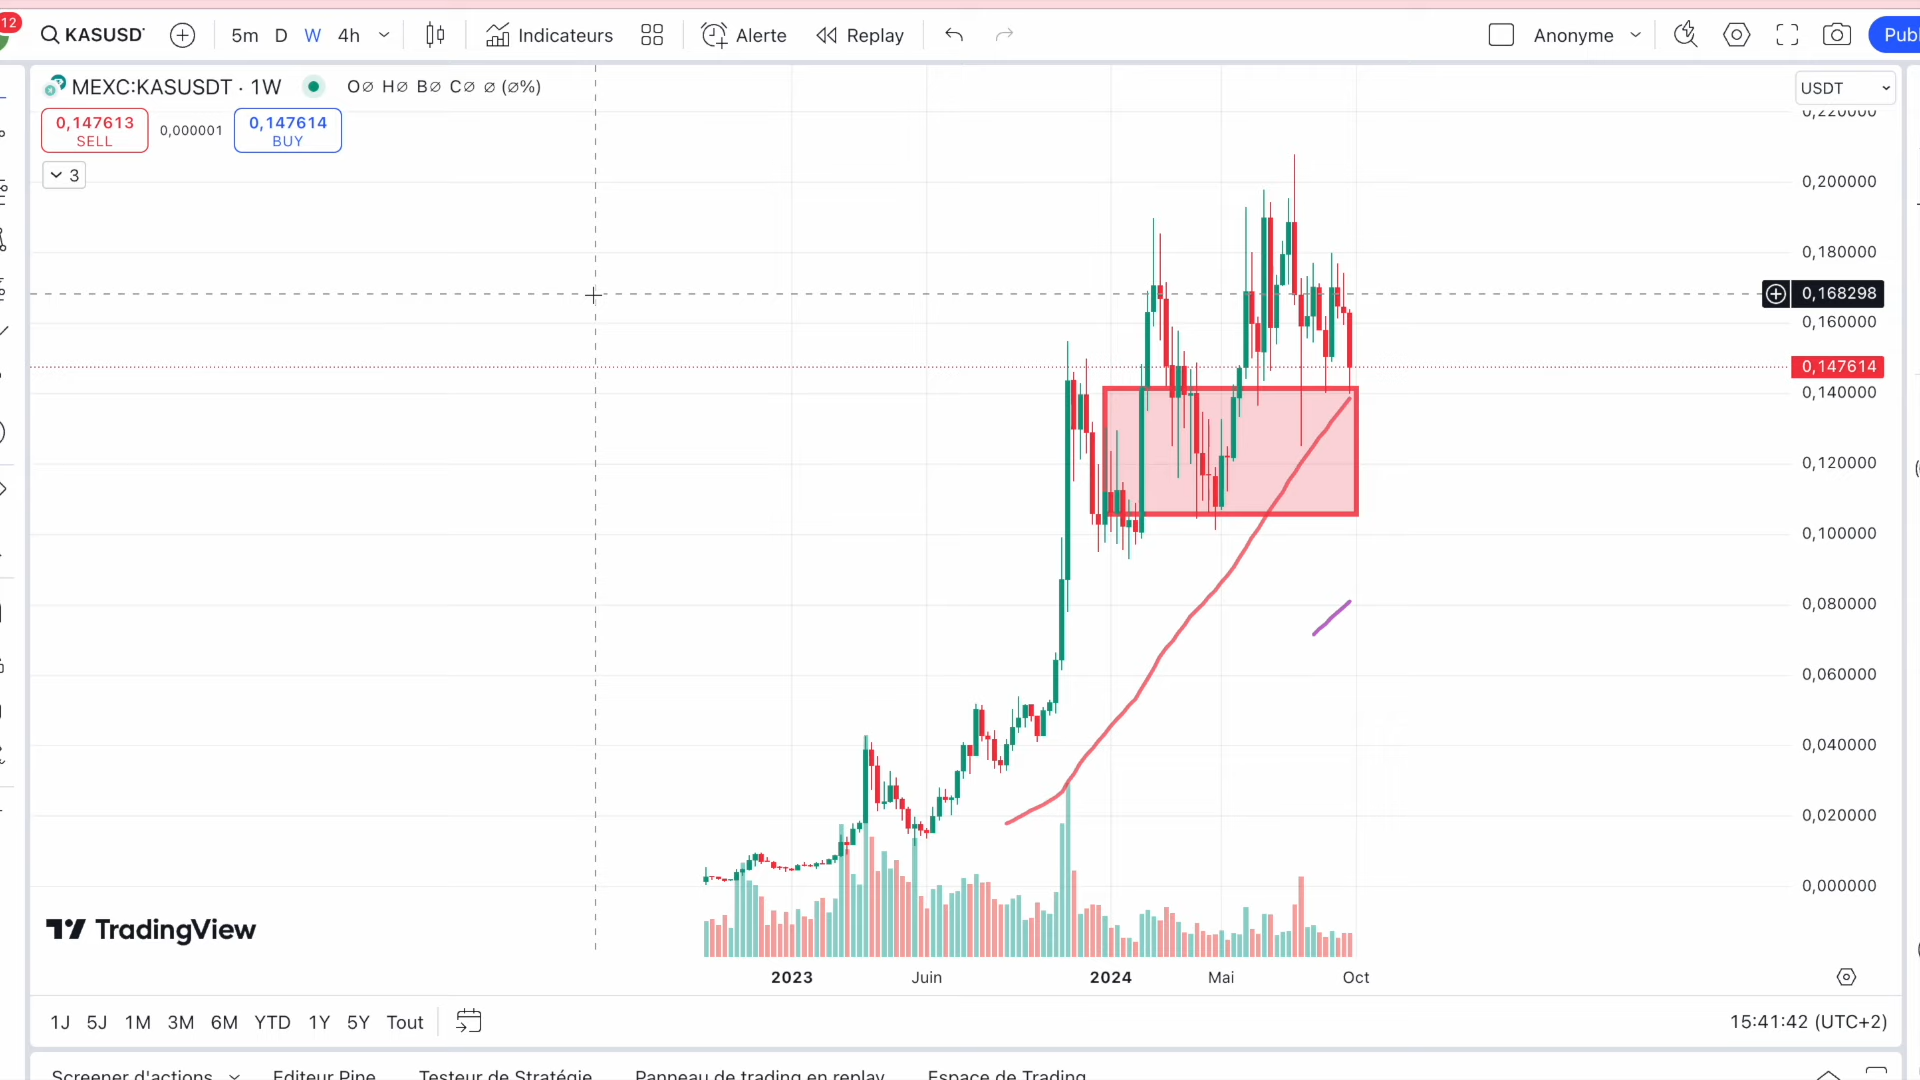 12
KASUSD
5m D W 4h
Indicateurs
Alerte
Replay
Anonyme
MEXC:KASUSDT · 1W
O∅ H∅ B∅ C∅ ∅ (∅%)
USDT
0,147613
SELL
0,000001
0,147614
BUY
3
0,220000
0,200000
0,180000
0,168298
0,160000
0,147614
0,140000
0,120000
0,100000
0,080000
0,060000
0,040000
0,020000
0,000000
TradingView
2023 Juin 2024 Mai Oct
1J 5J 1M 3M 6M YTD 1Y 5Y Tout
15:41:42 (UTC+2)
Screener d'actions Editeur Pine Testeur de Stratégie Panneau de trading en replay Espace de Trading